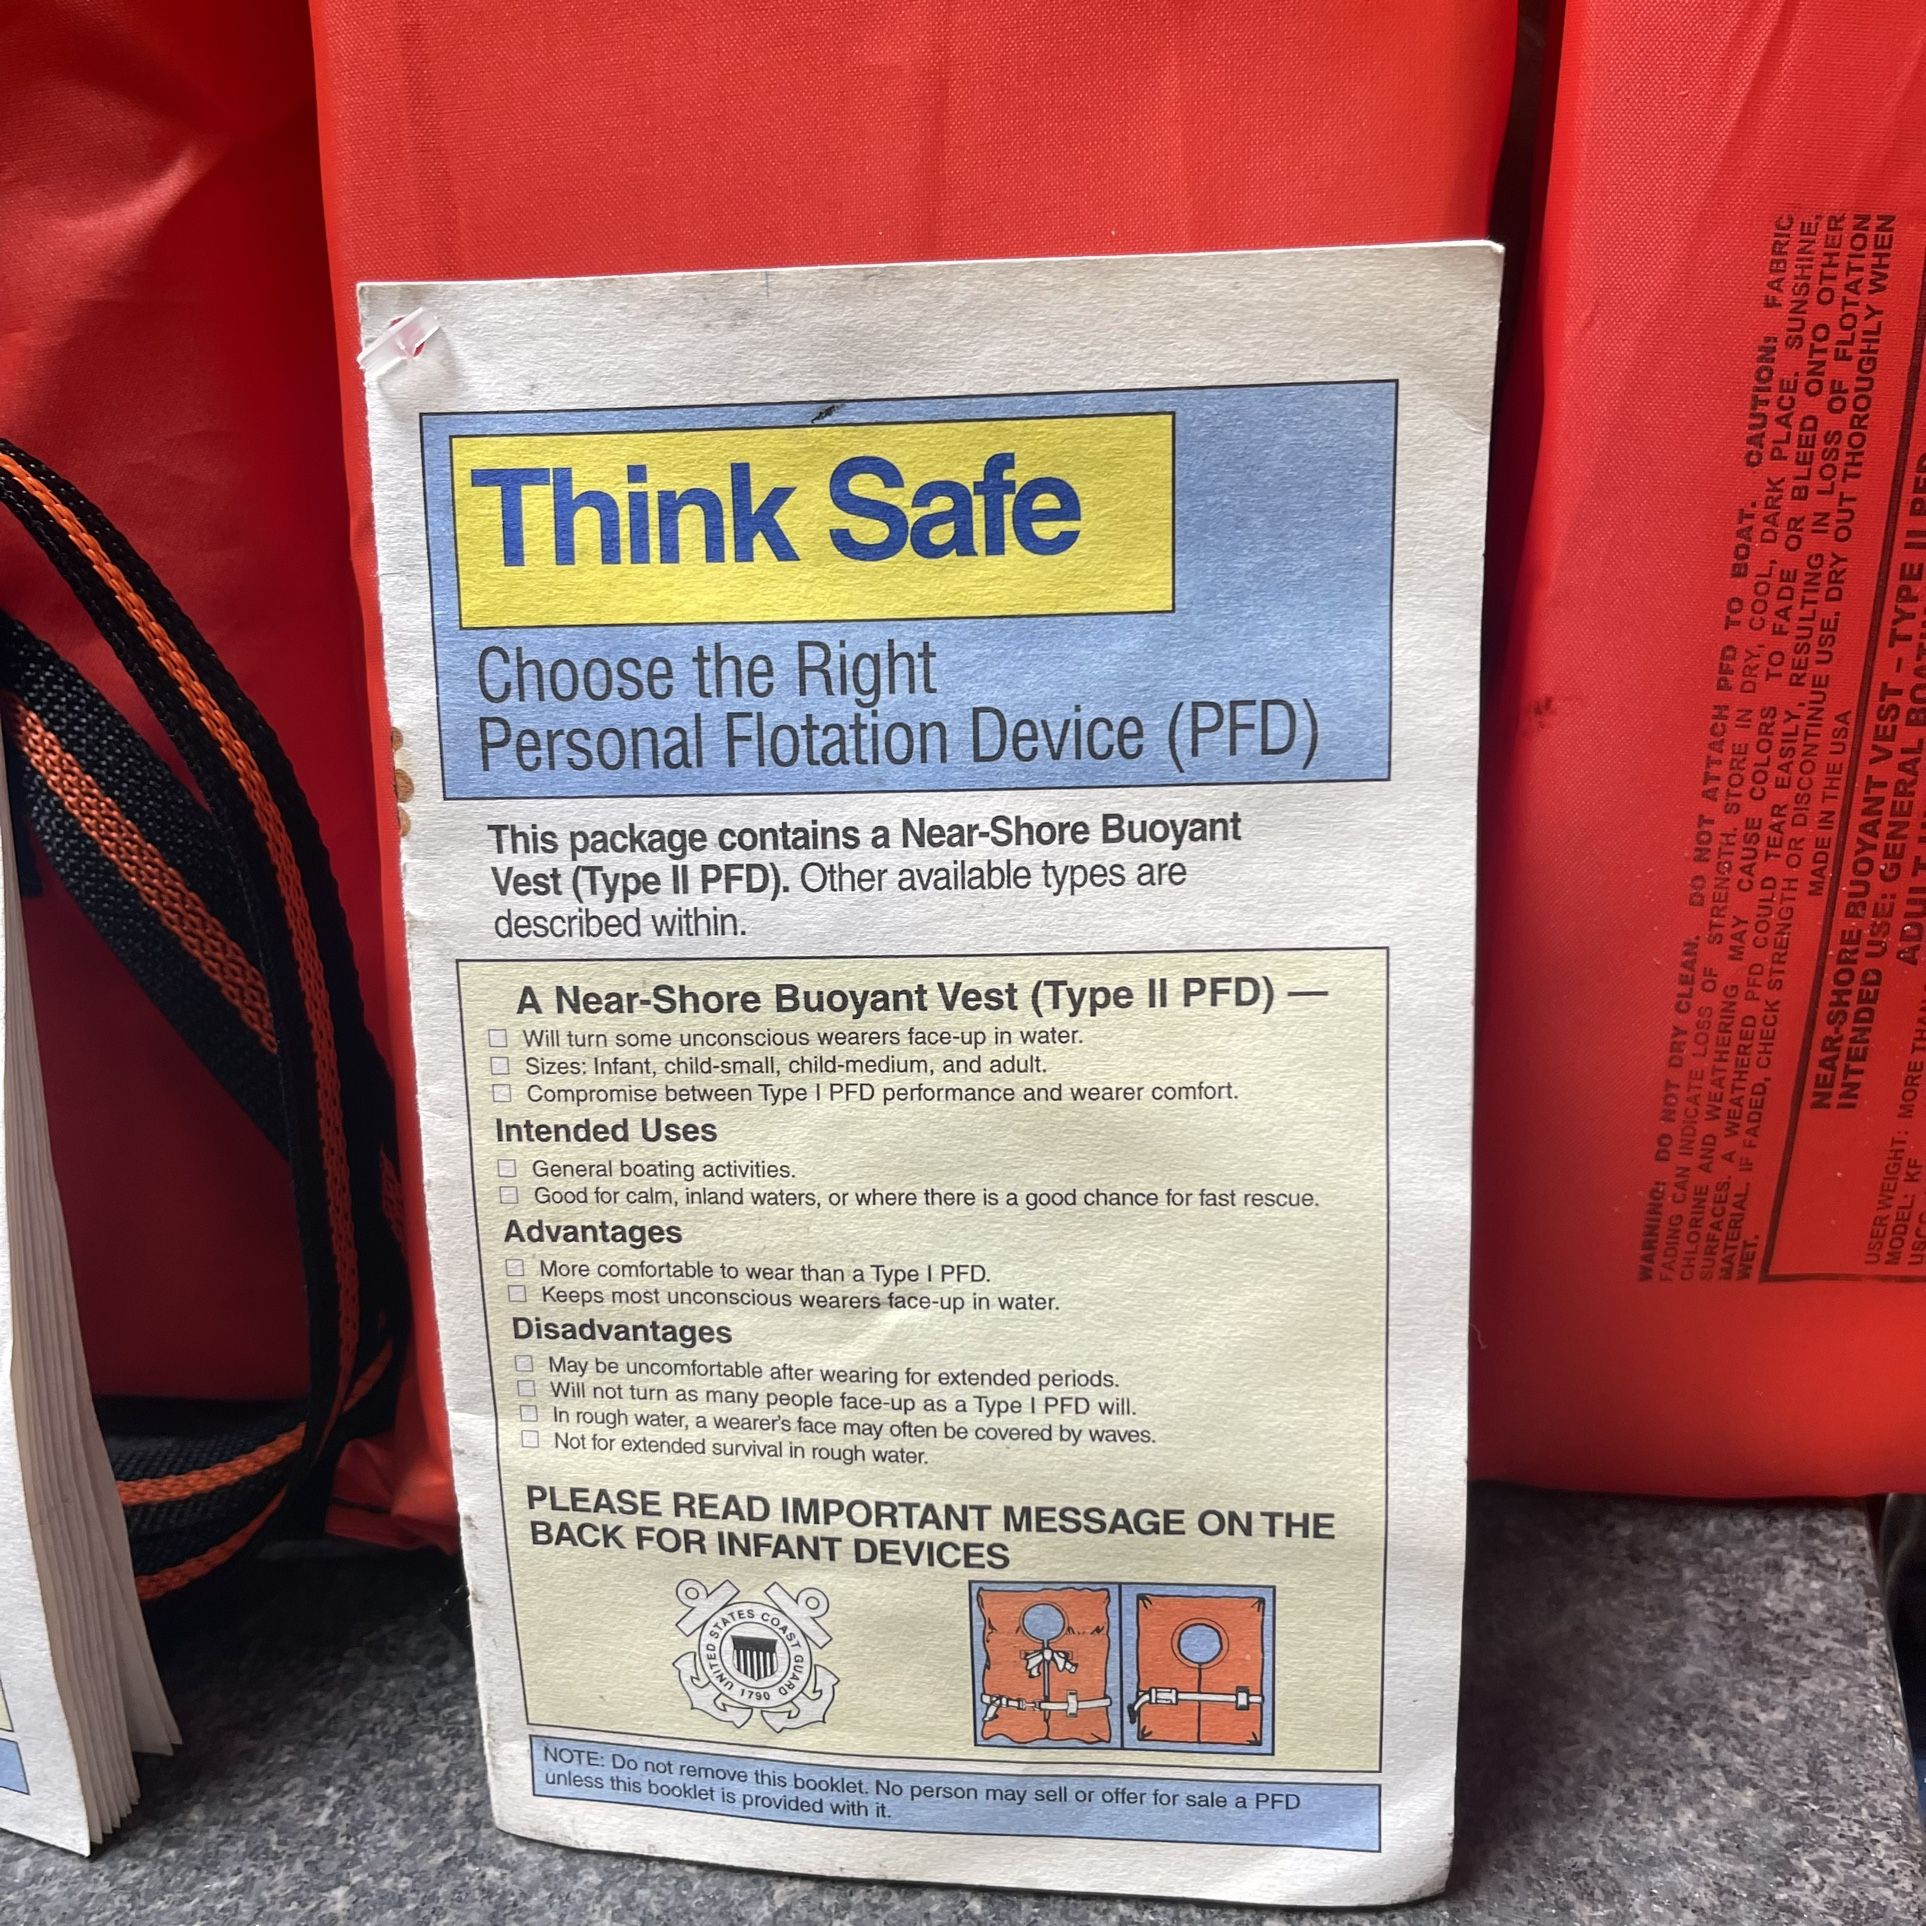 Think Safe
Choose the Right
Personal Flotation Device (PFD)
This package contains a Near-Shore Buoyant
Vest (Type II PFD). Other available types are
described within.
A Near-Shore Buoyant Vest (Type II PFD) —
Will turn some unconscious wearers face-up in water.
Sizes: Infant, child-small, child-medium, and adult.
Compromise between Type I PFD performance and wearer comfort.
Intended Uses
General boating activities.
Good for calm, inland waters, or where there is a good chance for fast rescue.
Advantages
More comfortable to wear than a Type I PFD.
Keeps most unconscious wearers face-up in water.
Disadvantages
May be uncomfortable after wearing for extended periods.
Will not turn as many people face-up as a Type I PFD will.
In rough water, a wearer's face may often be covered by waves.
Not for extended survival in rough water.
PLEASE READ IMPORTANT MESSAGE ON THE
BACK FOR INFANT DEVICES
UNITED STATES COAST GUARD
1790
NOTE: Do not remove this booklet. No person may sell or offer for sale a PFD
unless this booklet is provided with it.
WARNING: DO NOT DRY CLEAN. DO NOT ATTACH PFD TO BOAT. CAUTION: FABRIC
FADING CAN INDICATE LOSS OF STRENGTH. STORE IN DRY, COOL, DARK PLACE. SUNSHINE,
CHLORINE AND WEATHERING MAY CAUSE COLORS TO FADE OR BLEED ONTO OTHER
SURFACES. A WEATHERED PFD COULD TEAR EASILY, RESULTING IN LOSS OF FLOTATION
MATERIAL. IF FADED, CHECK STRENGTH OR DISCONTINUE USE. DRY OUT THOROUGHLY WHEN
WET.
MADE IN THE USA
NEAR-SHORE BUOYANT VEST - TYPE II PFD
INTENDED USE: GENERAL
ADULT
USER WEIGHT: MORE
MODEL: KF